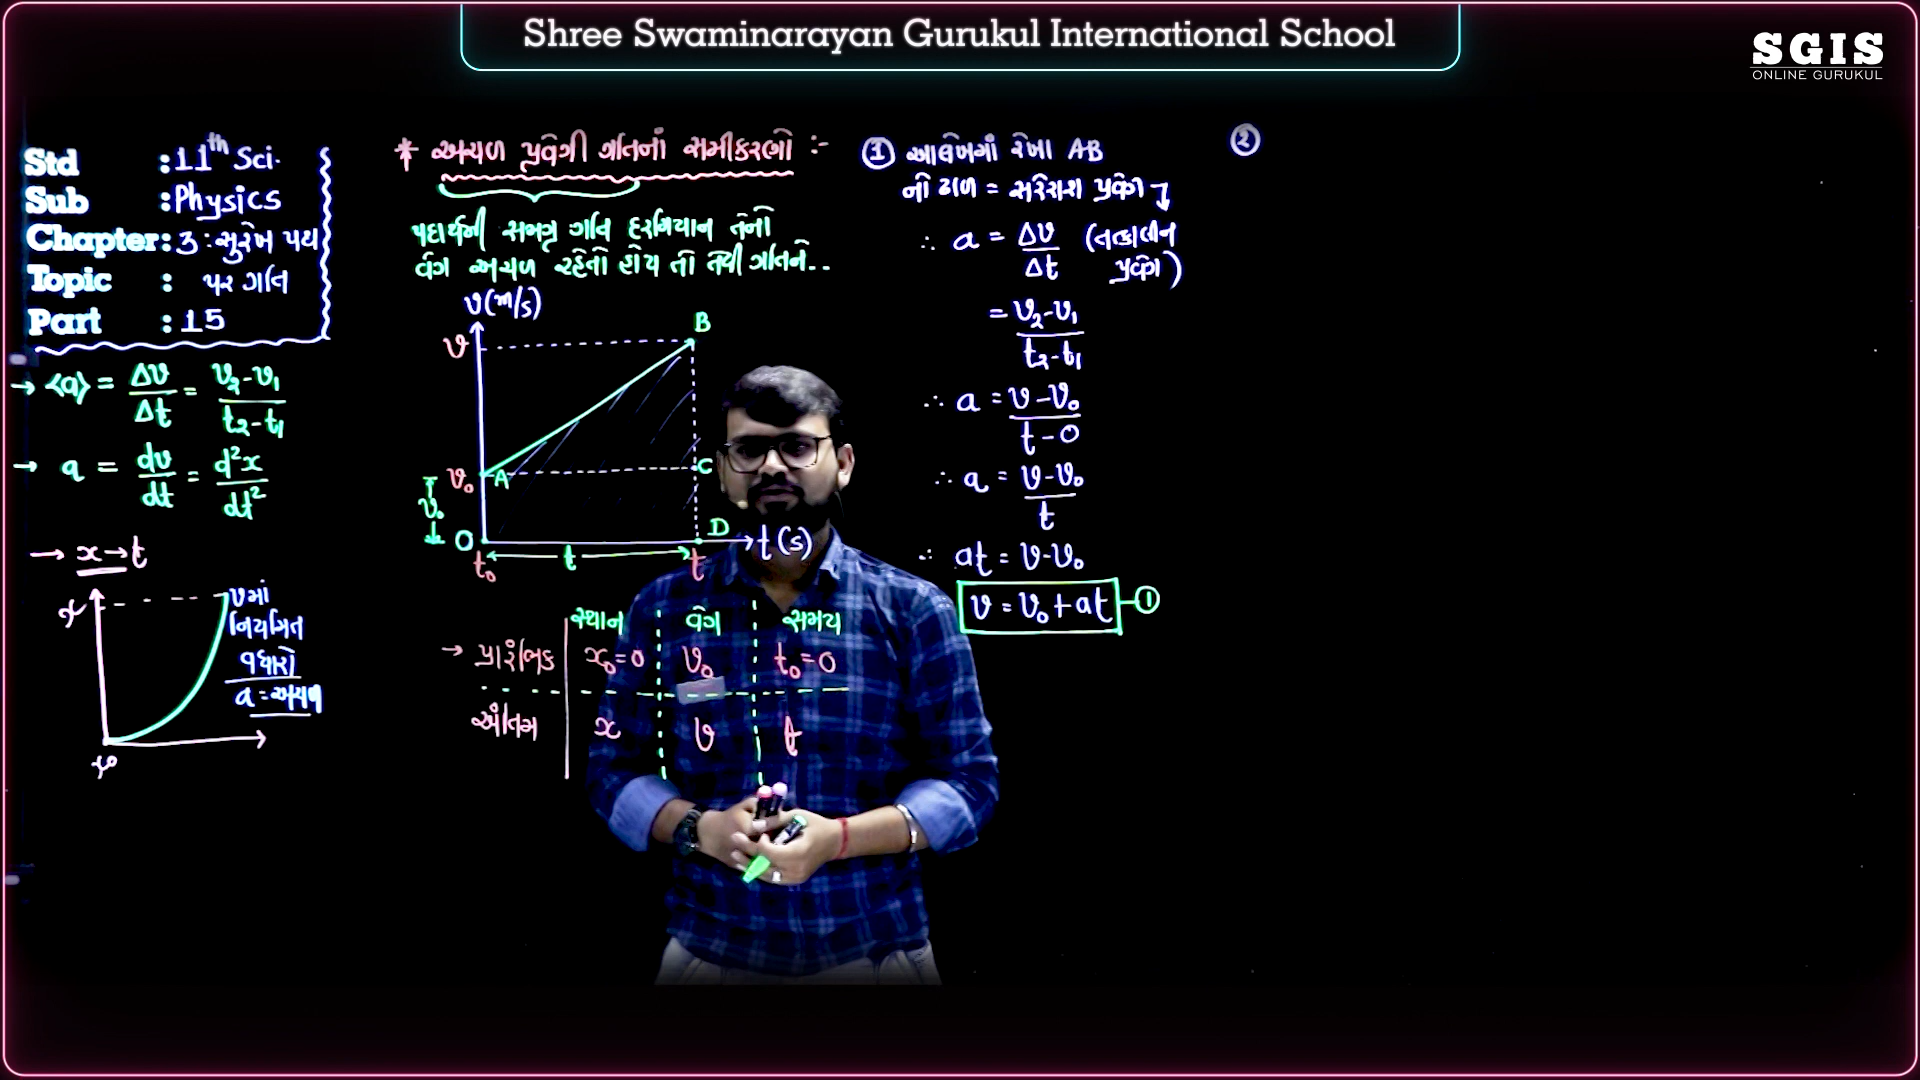 Shree Swaminarayan Gurukul International School
SGIS
ONLINE GURUKUL
Std : 11th Sci.
Sub : Physics
Chapter : 3 : સુરેખ પથ
Topic : પર ગતિ
Part : 15
→ <a> = Δv/Δt = v₂-v₁/t₂-t₁
→ a = dv/dt = d²x/dt²
→ x→t
x
vમાં
નિયમિત
વધારો
a = અચળ
* અચળ પ્રવેગી ગતિનાં સમીકરણો :-
પદાર્થની સમગ્ર ગતિ દરમિયાન તેનો
વેગ અચળ રહેતો હોય તો તેવી ગતિને..
v(m/s)
v
B
v₀
A
C
v₀
O
D
t(s)
t₀
t
t
સ્થાન વેગ સમય
→ પ્રારંભિક x₀=0 v₀ t₀=0
અંતિમ x v t
① આલેખમાં રેખા AB
નો ઢાળ = સરેરાશ પ્રવેગ
∴ a = Δv/Δt (તત્કાલીન
પ્રવેગ)
= v₂-v₁/t₂-t₁
∴ a = v-v₀/t-0
∴ a = v-v₀/t
∴ at = v-v₀
v = v₀+at —①
②